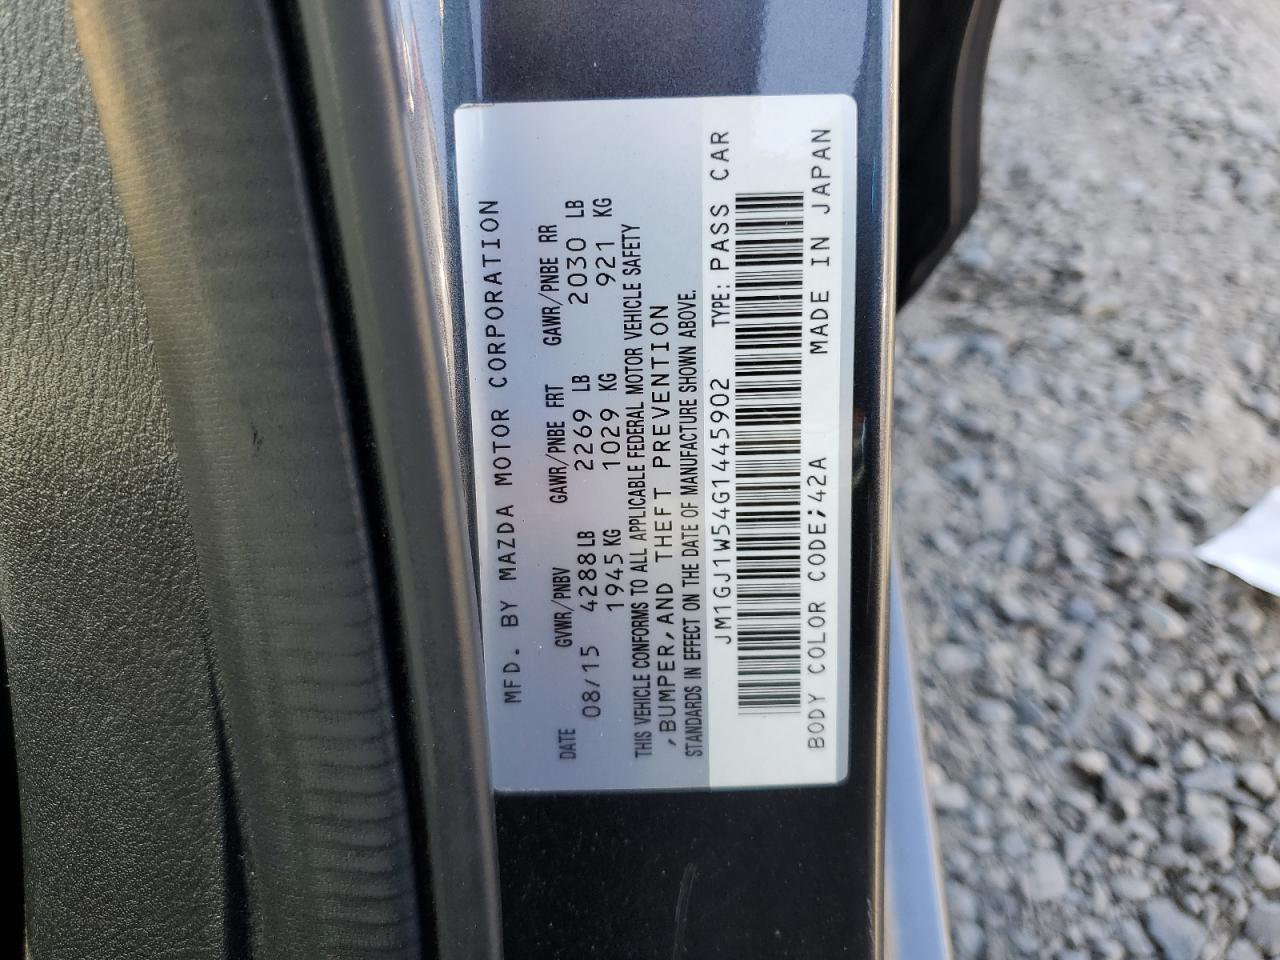 MFD. BY MAZDA MOTOR CORPORATION
DATE GVWR/PNBV GAWR/PNBE FRT GAWR/PNBE RR
08/15 4288 LB 2269 LB 2030 LB
1945 KG 1029 KG 921 KG
THIS VEHICLE CONFORMS TO ALL APPLICABLE FEDERAL MOTOR VEHICLE SAFETY
,BUMPER, AND THEFT PREVENTION
STANDARDS IN EFFECT ON THE DATE OF MANUFACTURE SHOWN ABOVE.
JM1GJ1W54G1445902 TYPE: PASS CAR
BODY COLOR CODE;42A MADE IN JAPAN